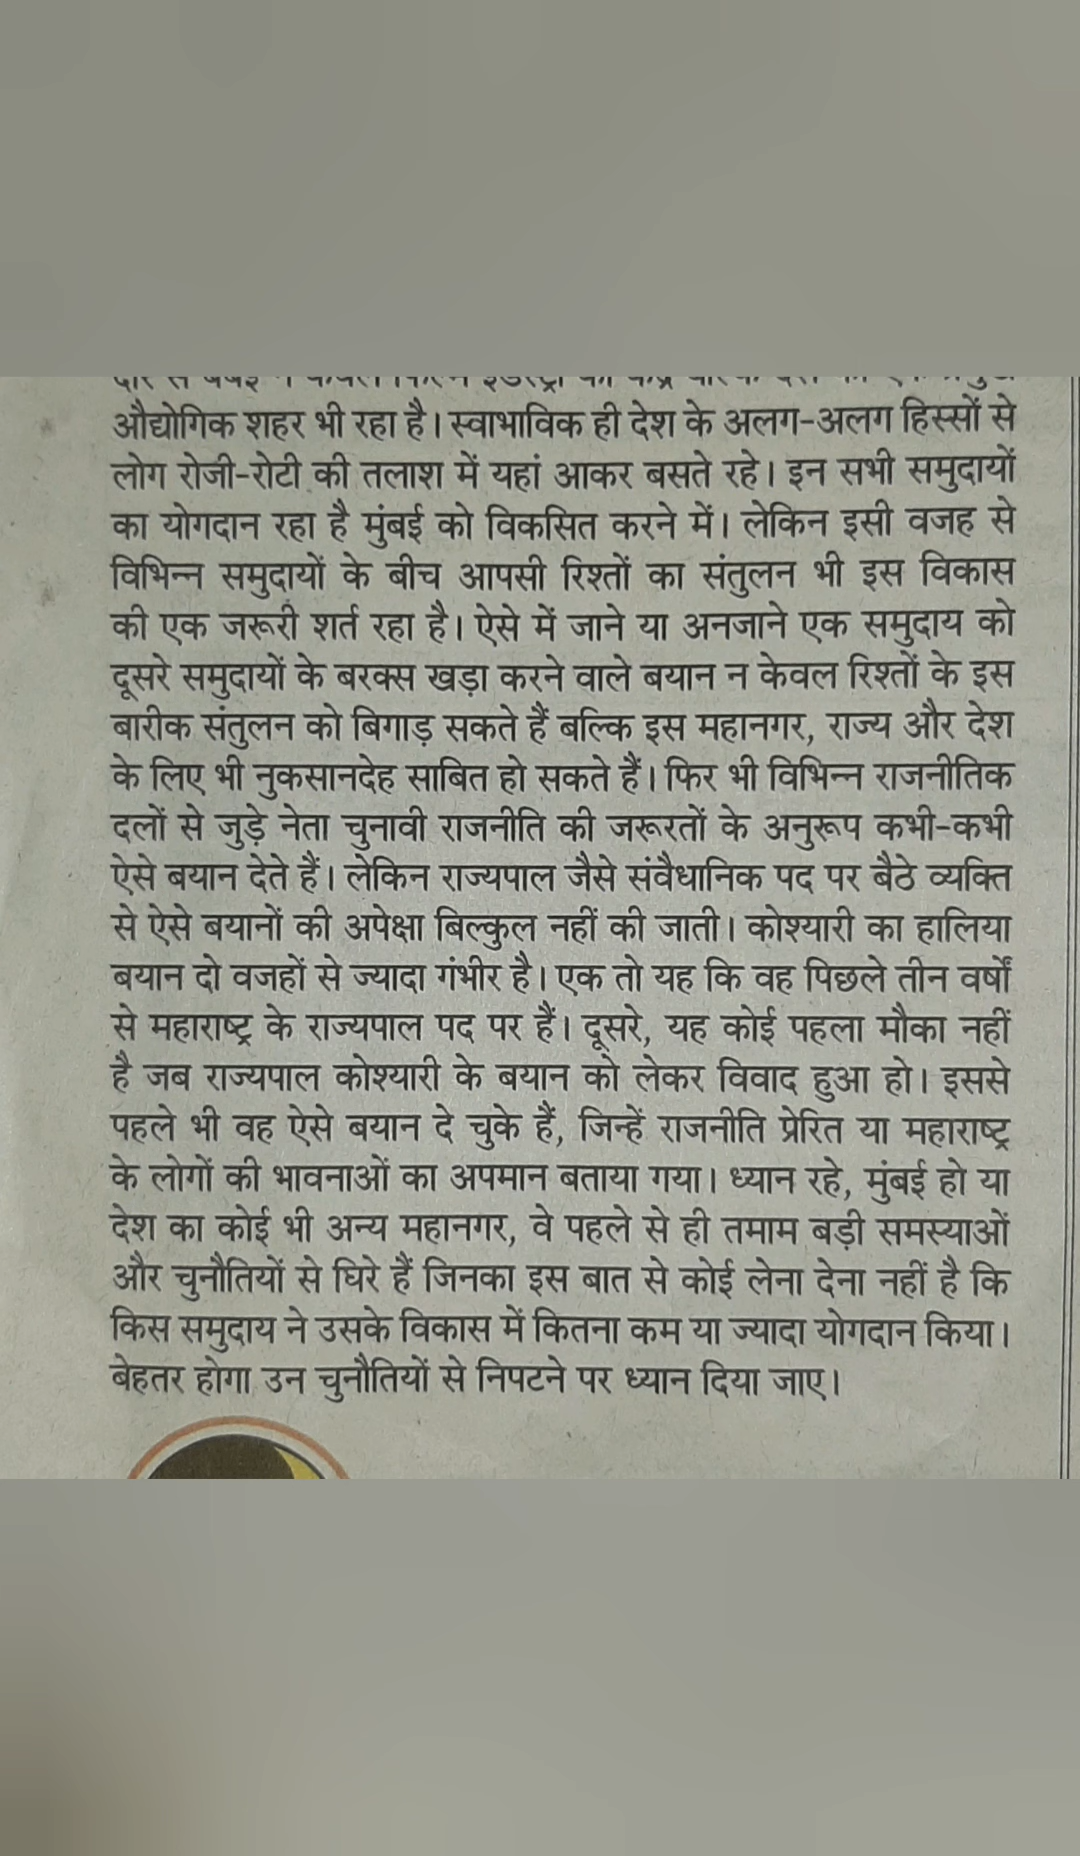 औद्योगिक शहर भी रहा है। स्वाभाविक ही देश के अलग-अलग हिस्सों से
लोग रोजी-रोटी की तलाश में यहां आकर बसते रहे। इन सभी समुदायों
का योगदान रहा है मुंबई को विकसित करने में। लेकिन इसी वजह से
विभिन्न समुदायों के बीच आपसी रिश्तों का संतुलन भी इस विकास
की एक जरूरी शर्त रहा है। ऐसे में जाने या अनजाने एक समुदाय को
दूसरे समुदायों के बरक्स खड़ा करने वाले बयान न केवल रिश्तों के इस
बारीक संतुलन को बिगाड़ सकते हैं बल्कि इस महानगर, राज्य और देश
के लिए भी नुकसानदेह साबित हो सकते हैं। फिर भी विभिन्न राजनीतिक
दलों से जुड़े नेता चुनावी राजनीति की जरूरतों के अनुरूप कभी-कभी
ऐसे बयान देते हैं। लेकिन राज्यपाल जैसे संवैधानिक पद पर बैठे व्यक्ति
से ऐसे बयानों की अपेक्षा बिल्कुल नहीं की जाती। कोश्यारी का हालिया
बयान दो वजहों से ज्यादा गंभीर है। एक तो यह कि वह पिछले तीन वर्षों
से महाराष्ट्र के राज्यपाल पद पर हैं। दूसरे, यह कोई पहला मौका नहीं
है जब राज्यपाल कोश्यारी के बयान को लेकर विवाद हुआ हो। इससे
पहले भी वह ऐसे बयान दे चुके हैं, जिन्हें राजनीति प्रेरित या महाराष्ट्र
के लोगों की भावनाओं का अपमान बताया गया। ध्यान रहे, मुंबई हो या
देश का कोई भी अन्य महानगर, वे पहले से ही तमाम बड़ी समस्याओं
और चुनौतियों से घिरे हैं जिनका इस बात से कोई लेना देना नहीं है कि
किस समुदाय ने उसके विकास में कितना कम या ज्यादा योगदान किया।
बेहतर होगा उन चुनौतियों से निपटने पर ध्यान दिया जाए।